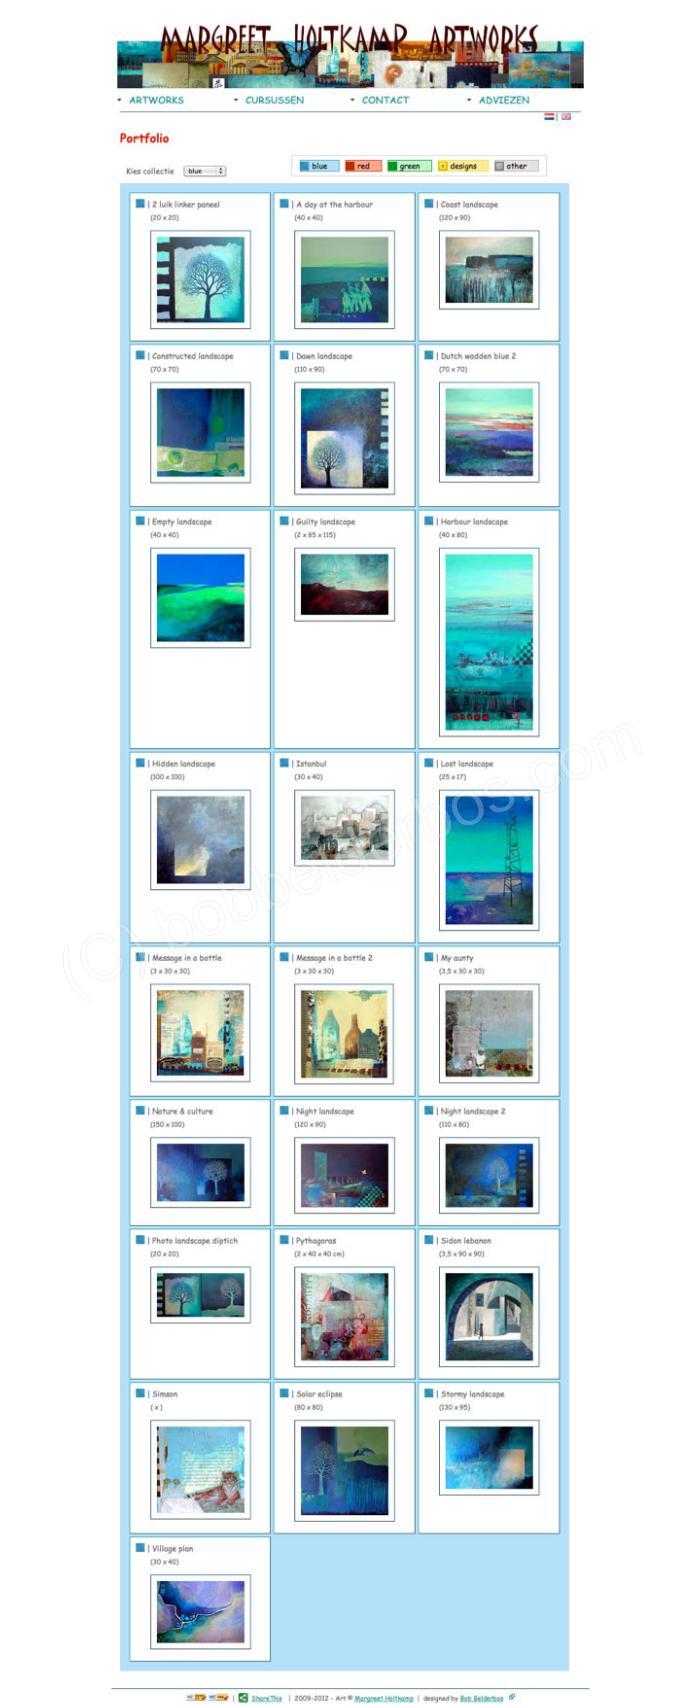 MARGREET HOLTKAMP ARTWORKS
ARTWORKS CURSUSSEN CONTACT ADVIEZEN
Portfolio
Kies collectie blue
blue red green designs other
| 2 luik linker paneel
(20 x 20)
| A day at the harbour
(40 x 40)
| Coast landscape
(120 x 90)
| Constructed landscape
(70 x 70)
| Dawn landscape
(110 x 90)
| Dutch wadden blue 2
(70 x 70)
| Empty landscape
(40 x 40)
| Guilty landscape
(2 x 85 x 115)
| Harbour landscape
(40 x 80)
| Hidden landscape
(100 x 100)
| Istanbul
(30 x 40)
| Lost landscape
(25 x 17)
(C) bobbelderbos.com
| Message in a bottle
(3 x 30 x 30)
| Message in a bottle 2
(3 x 30 x 30)
| My aunty
(3,5 x 30 x 30)
| Nature & culture
(150 x 100)
| Night landscape
(120 x 90)
| Night landscape 2
(110 x 80)
| Photo landscape diptich
(20 x 20)
| Pythagoras
(2 x 40 x 40 cm)
| Sidon lebanon
(3,5 x 90 x 90)
| Simson
( x )
| Solar eclipse
(80 x 80)
| Stormy landscape
(130 x 95)
| Village plan
(30 x 40)
| ShareThis | 2009-2012 - Art © Margreet Holtkamp | designed by Bob Belderbos